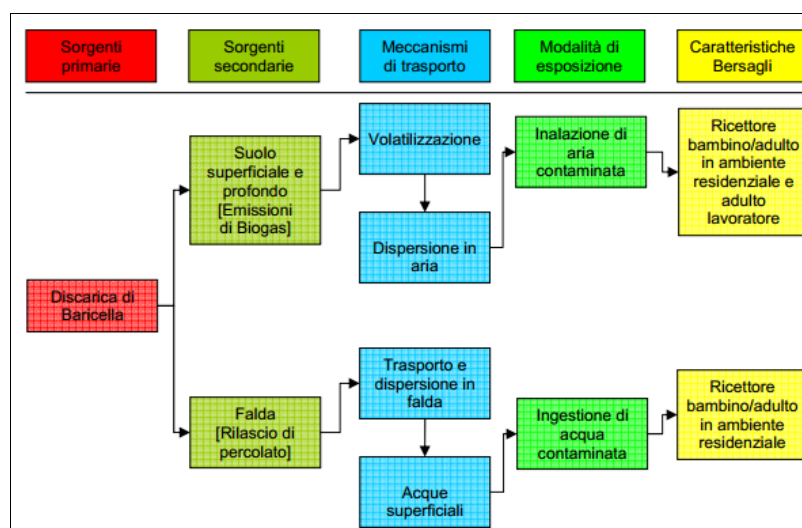 Sorgenti
primarie
Sorgenti
secondarie
Meccanismi
di trasporto
Modalità di
esposizione
Caratteristiche
Bersagli
Suolo
superficiale e
profondo
[Emissioni
di Biogas]
Volatilizzazione
Inalazione di
aria
contaminata
Ricettore
bambino/adulto
in ambiente
residenziale e
adulto
lavoratore
Dispersione in
aria
Discarica di
Baricella
Trasporto e
dispersione in
falda
Falda
[Rilascio di
percolato]
Ingestione di
acqua
contaminata
Ricettore
bambino/adulto
in ambiente
residenziale
Acque
superficiali